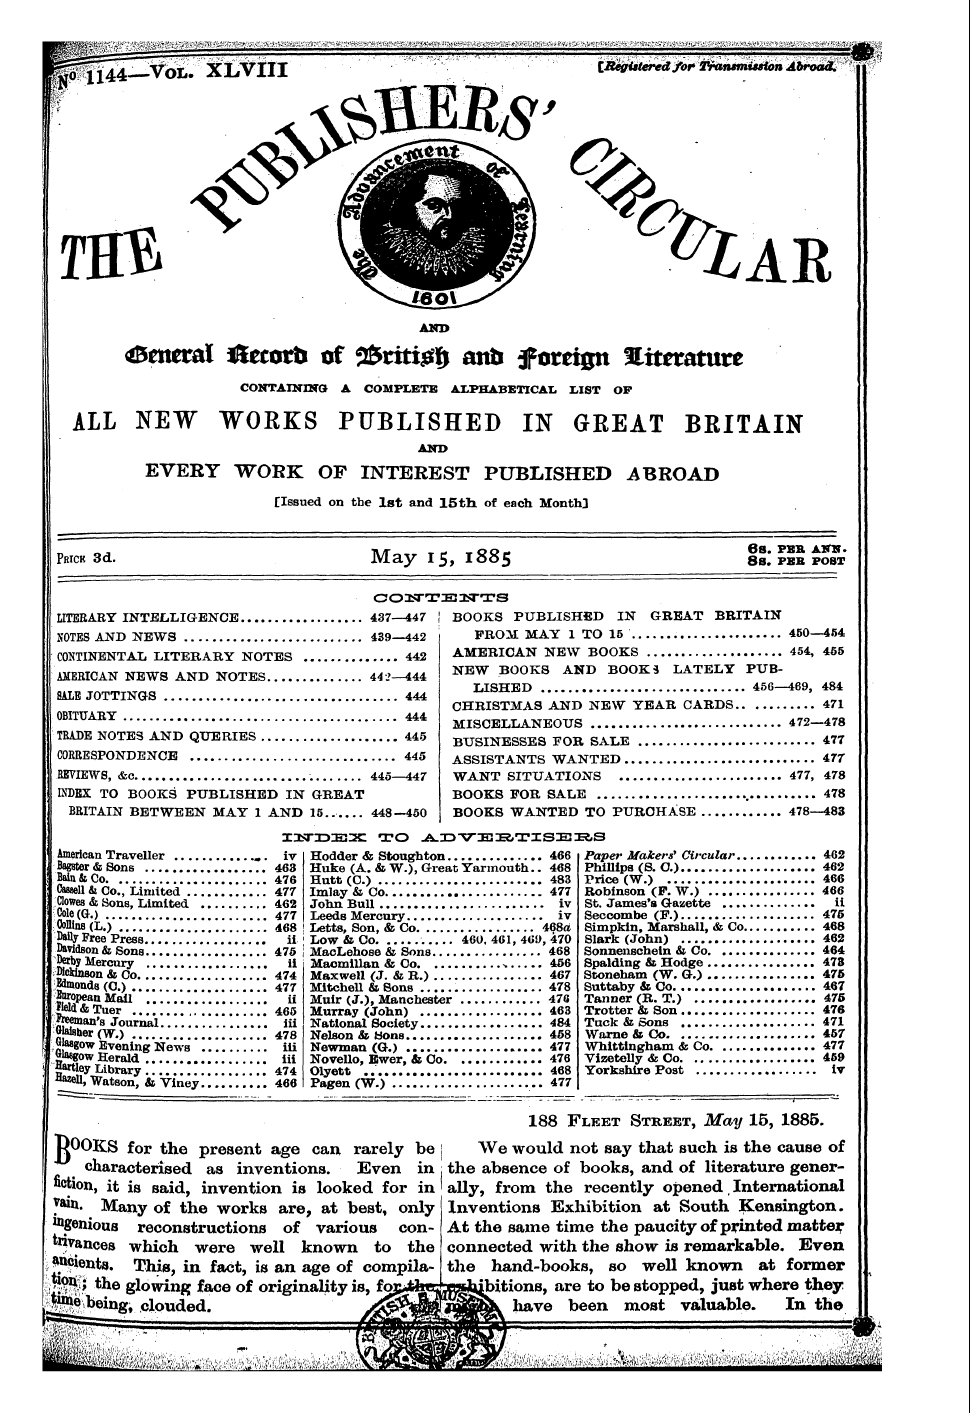 No 1144—VOL. XLVIII
[Registered for Transmission Abroad.
THE PUBLISHERS' CIRCULAR
The Advancement of Learning
1601
AND
General Record of British and Foreign Literature
CONTAINING A COMPLETE ALPHABETICAL LIST OF
ALL NEW WORKS PUBLISHED IN GREAT BRITAIN
AND
EVERY WORK OF INTEREST PUBLISHED ABROAD
[Issued on the 1st and 15th of each Month]
PRICE 3d.
May 15, 1885
6s. PER ANN.
8s. PER POST
CONTENTS
LITERARY INTELLIGENCE................. 437—447
NOTES AND NEWS ..................... 439—442
CONTINENTAL LITERARY NOTES ............. 442
AMERICAN NEWS AND NOTES............. 442—444
SALE JOTTINGS ........................... 444
OBITUARY ................................ 444
TRADE NOTES AND QUERIES .................... 445
CORRESPONDENCE ........................ 445
REVIEWS, &c............................. 445—447
INDEX TO BOOKS PUBLISHED IN GREAT
BRITAIN BETWEEN MAY 1 AND 15...... 448—450
BOOKS PUBLISHED IN GREAT BRITAIN
FROM MAY 1 TO 15 ...................... 450—454
AMERICAN NEW BOOKS .................... 454, 455
NEW BOOKS AND BOOKS LATELY PUB-
LISHED .............................. 456—469, 484
CHRISTMAS AND NEW YEAR CARDS.. ......... 471
MISCELLANEOUS ............................ 472—478
BUSINESSES FOR SALE .......................... 477
ASSISTANTS WANTED............................ 477
WANT SITUATIONS ........................ 477, 478
BOOKS FOR SALE ................................ 478
BOOKS WANTED TO PURCHASE ............ 478—483
INDEX TO ADVERTISERS
American Traveller ............. iv
Bagster & Sons .................... 463
Bain & Co. ....................... 476
Cassell & Co., Limited ............ 477
Clowes & Sons, Limited .......... 462
Cole (G.) ........................ 477
Collins (L.) ....................... 468
Daily Free Press.................. ii
Davidson & Sons.................. 475
Derby Mercury .................... ii
Dickinson & Co. ................... 474
Edmonds (C.) ..................... 477
European Mail .................... ii
Field & Tuer ....................... 465
Freeman's Journal................. iii
Glaisher (W.) ...................... 478
Glasgow Evening News .......... iii
Glasgow Herald .................... iii
Hartley Library .................... 474
Hazell, Watson, & Viney.......... 466
Hodder & Stoughton.............. 466
Huke (A. & W.), Great Yarmouth.. 468
Hutt (C.) .......................... 483
Imlay & Co. ....................... 477
John Bull ......................... iv
Leeds Mercury..................... iv
Letts, Son, & Co. .................. 468a
Low & Co. .......... 460, 461, 469, 470
MacLehose & Sons................ 468
Macmillan & Co. .................. 456
Maxwell (J. & R.) ................. 467
Mitchell & Sons ................... 478
Muir (J.), Manchester ............ 476
Murray (John) .................... 463
National Society................... 484
Nelson & Sons..................... 458
Newman (G.) ...................... 477
Novello, Ewer, & Co. .............. 476
Olyett ............................ 468
Pagen (W.) ....................... 477
Paper Makers' Circular............ 462
Phillips (S. C.).................... 462
Price (W.) ......................... 466
Robinson (F. W.) .................. 466
St. James's Gazette .............. ii
Seccombe (F.)..................... 475
Simpkin, Marshall, & Co.......... 468
Slark (John) ...................... 462
Sonnenschein & Co. .............. 464
Spalding & Hodge ................ 473
Stoneham (W. G.) ................. 475
Suttaby & Co. ..................... 467
Tanner (R. T.) .................... 475
Trotter & Son ..................... 476
Tuck & Sons ...................... 471
Warne & Co. ...................... 457
Whittingham & Co. ................ 477
Vizetelly & Co. .................... 459
Yorkshire Post .................... iv
188 FLEET STREET, May 15, 1885.
BOOKS for the present age can rarely be
characterised as inventions. Even in
fiction, it is said, invention is looked for in
vain. Many of the works are, at best, only
ingenious reconstructions of various con-
trivances which were well known to the
ancients. This, in fact, is an age of compila-
tion; the glowing face of originality is, for the
time being, clouded.
We would not say that such is the cause of
the absence of books, and of literature gener-
ally, from the recently opened International
Inventions Exhibition at South Kensington.
At the same time the paucity of printed matter
connected with the show is remarkable. Even
the hand-books, so well known at former
exhibitions, are to be stopped, just where they
have been most valuable. In the
BRITISH MUSEUM